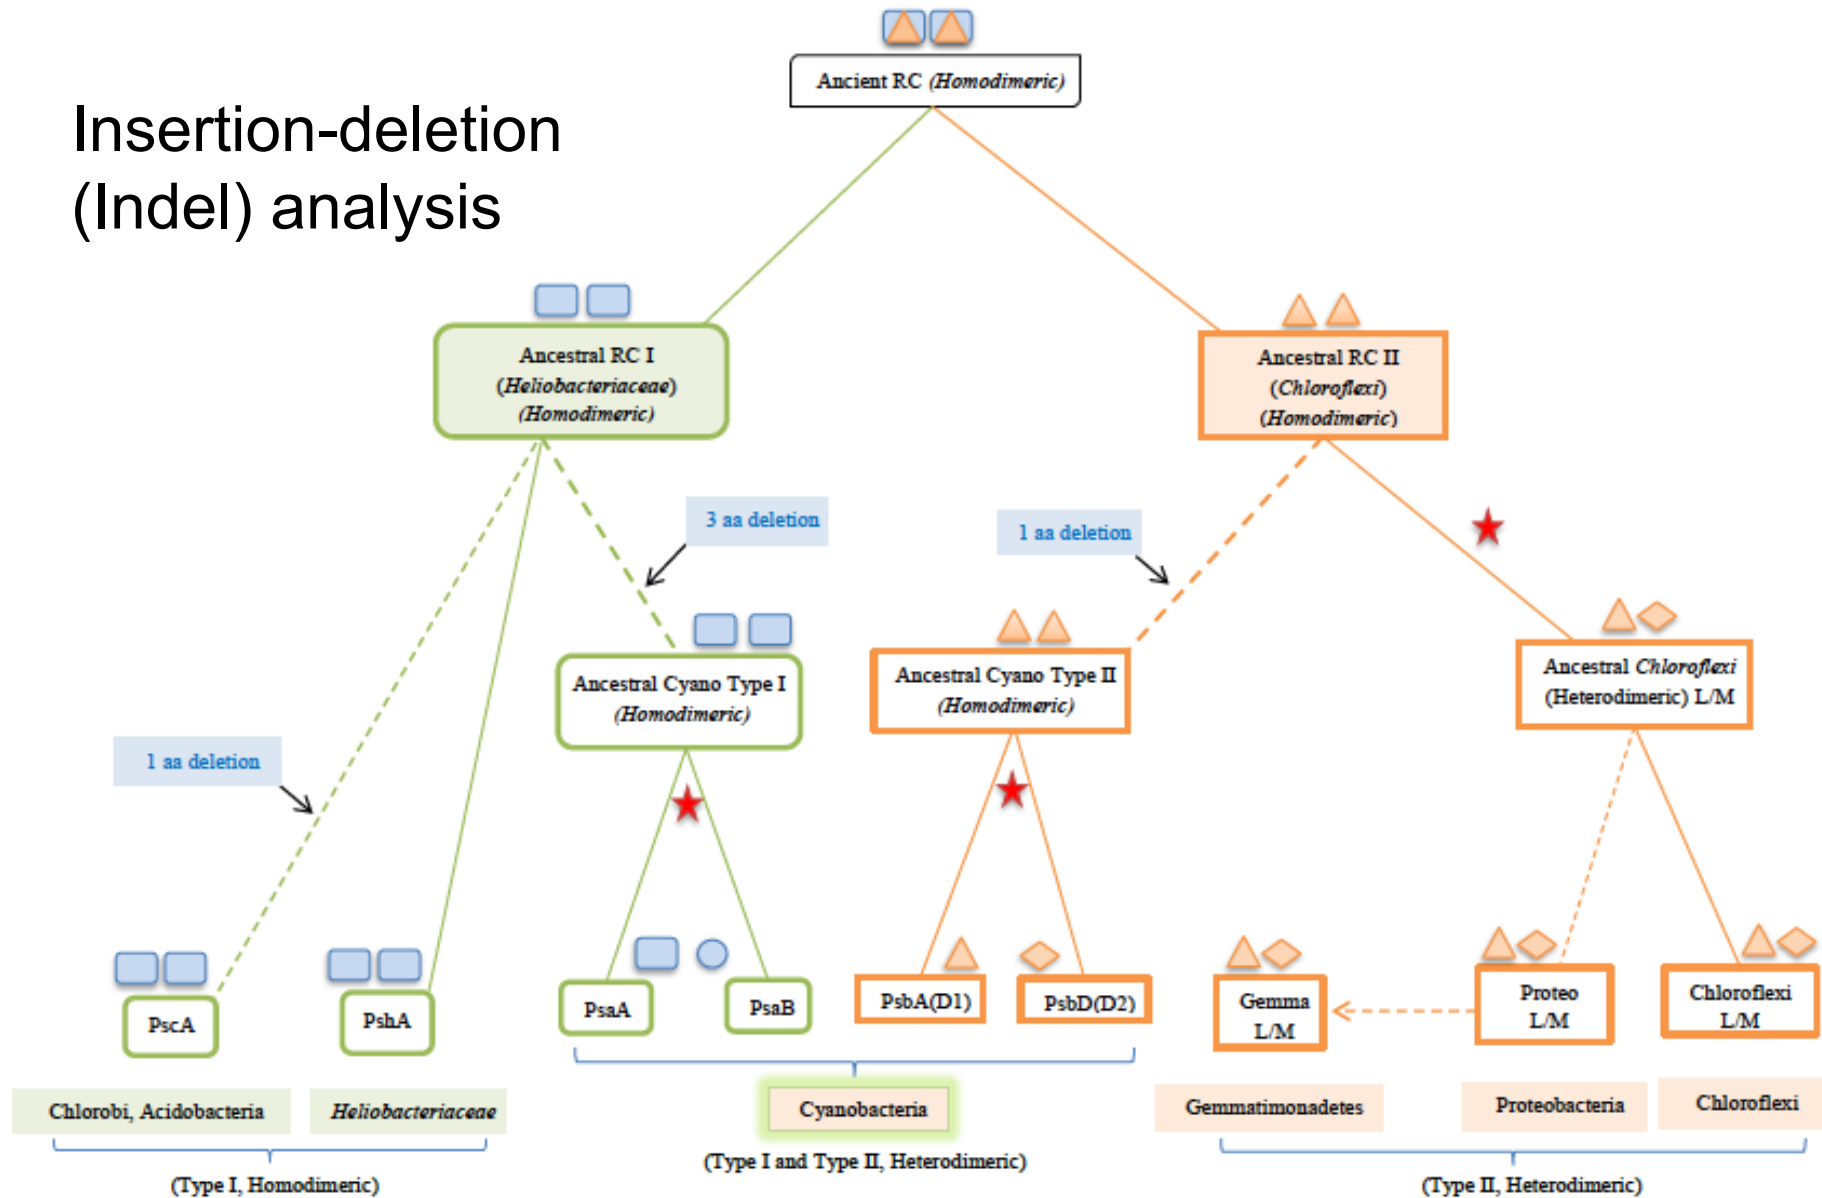 Insertion-deletion
(Indel) analysis
Ancient RC (Homodimeric)
Ancestral RC I
(Heliobacteriaceae)
(Homodimeric)
Ancestral RC II
(Chloroflexi)
(Homodimeric)
3 aa deletion
1 aa deletion
Ancestral Cyano Type I
(Homodimeric)
Ancestral Cyano Type II
(Homodimeric)
Ancestral Chloroflexi
(Heterodimeric) L/M
1 aa deletion
PscA
PshA
PsaA
PsaB
PsbA(D1)
PsbD(D2)
Gemma
L/M
Proteo
L/M
Chloroflexi
L/M
Chlorobi, Acidobacteria
Heliobacteriaceae
Cyanobacteria
Gemmatimonadetes
Proteobacteria
Chloroflexi
(Type I, Homodimeric)
(Type I and Type II, Heterodimeric)
(Type II, Heterodimeric)